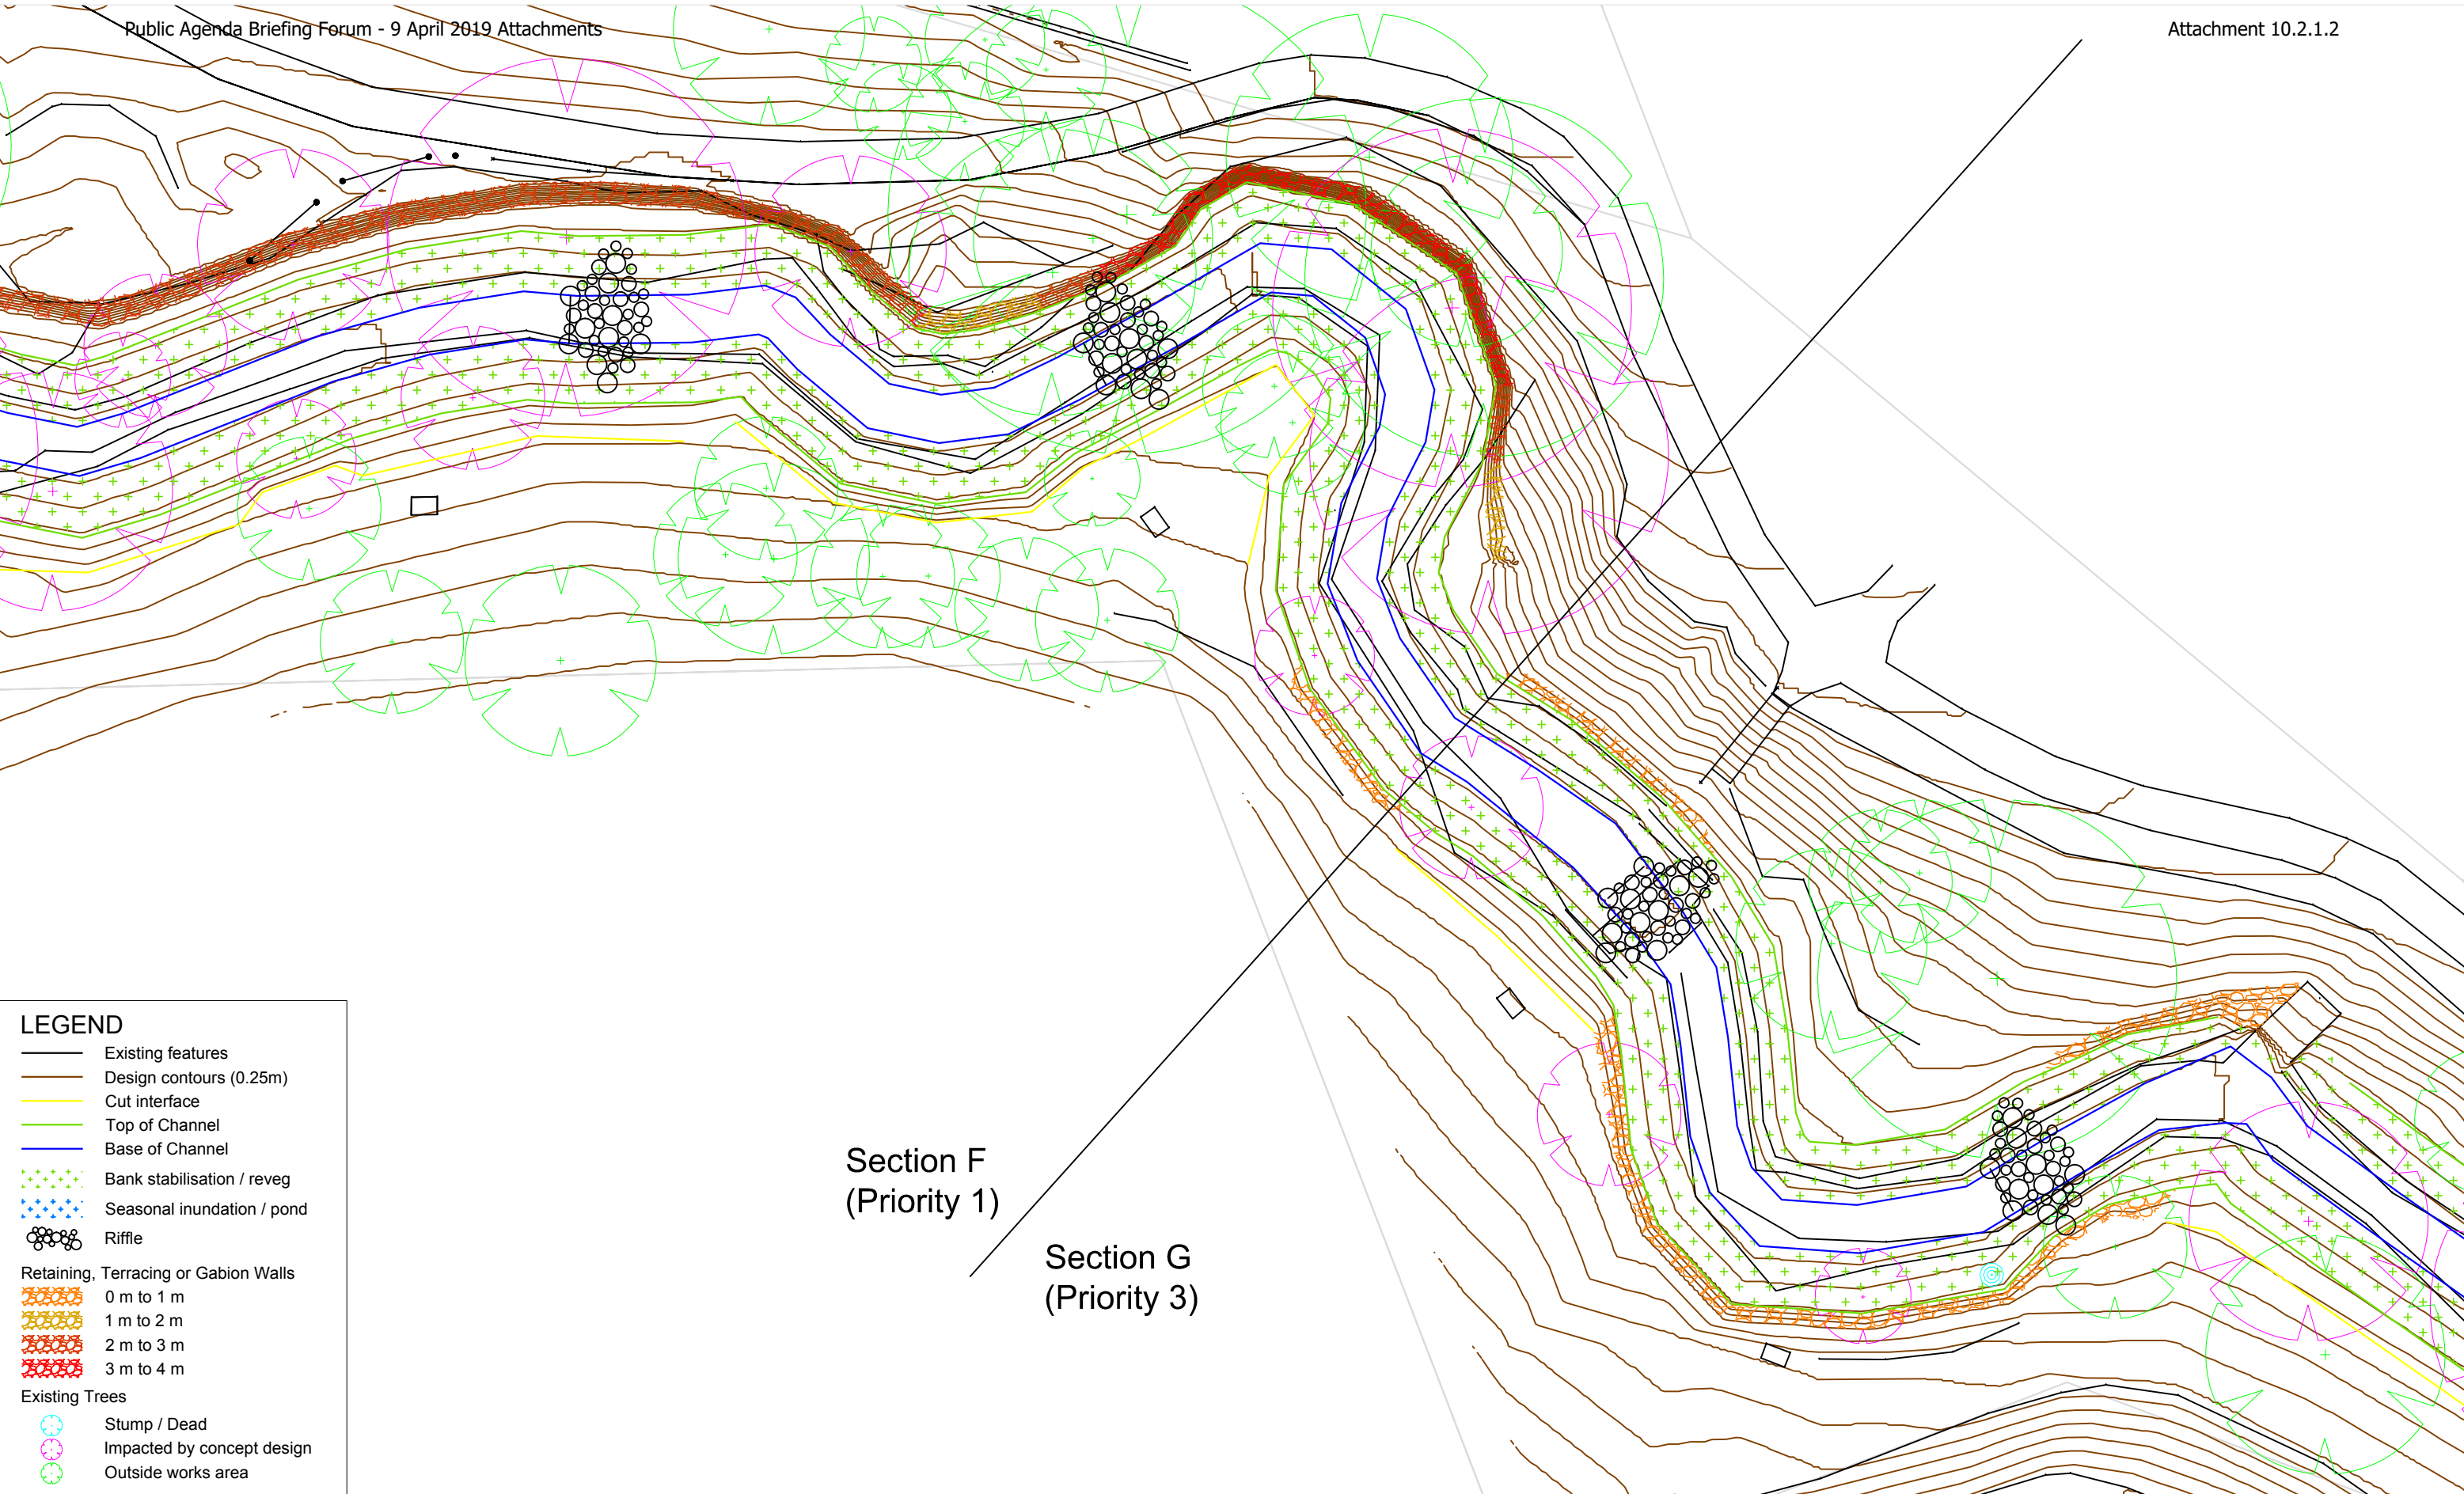 Public Agenda Briefing Forum - 9 April 2019 Attachments
Attachment 10.2.1.2
Section F
(Priority 1)
Section G
(Priority 3)
LEGEND
Existing features
Design contours (0.25m)
Cut interface
Top of Channel
Base of Channel
Bank stabilisation / reveg
Seasonal inundation / pond
Riffle
Retaining, Terracing or Gabion Walls
0 m to 1 m
1 m to 2 m
2 m to 3 m
3 m to 4 m
Existing Trees
Stump / Dead
Impacted by concept design
Outside works area